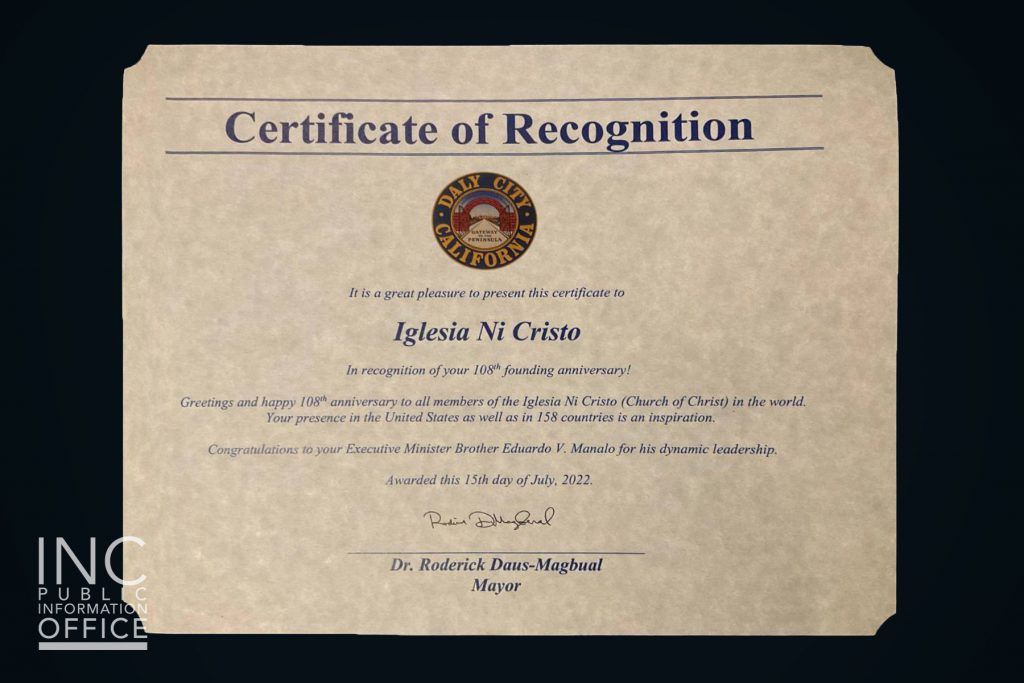 Certificate of Recognition
DALY CITY
GATEWAY
TO THE
PENINSULA
CALIFORNIA
It is a great pleasure to present this certificate to
Iglesia Ni Cristo
In recognition of your 108th founding anniversary!
Greetings and happy 108th anniversary to all members of the Iglesia Ni Cristo (Church of Christ) in the world.
Your presence in the United States as well as in 158 countries is an inspiration.
Congratulations to your Executive Minister Brother Eduardo V. Manalo for his dynamic leadership.
Awarded this 15th day of July, 2022.
Dr. Roderick Daus-Magbual
Mayor
INC
PUBLIC
INFORMATION
OFFICE